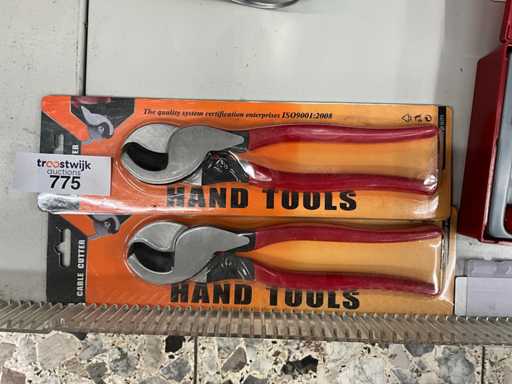 The quality system certification enterprises ISO9001:2008
troostwijk
auctions
775
HAND TOOLS
CABLE CUTTER
HAND TOOLS